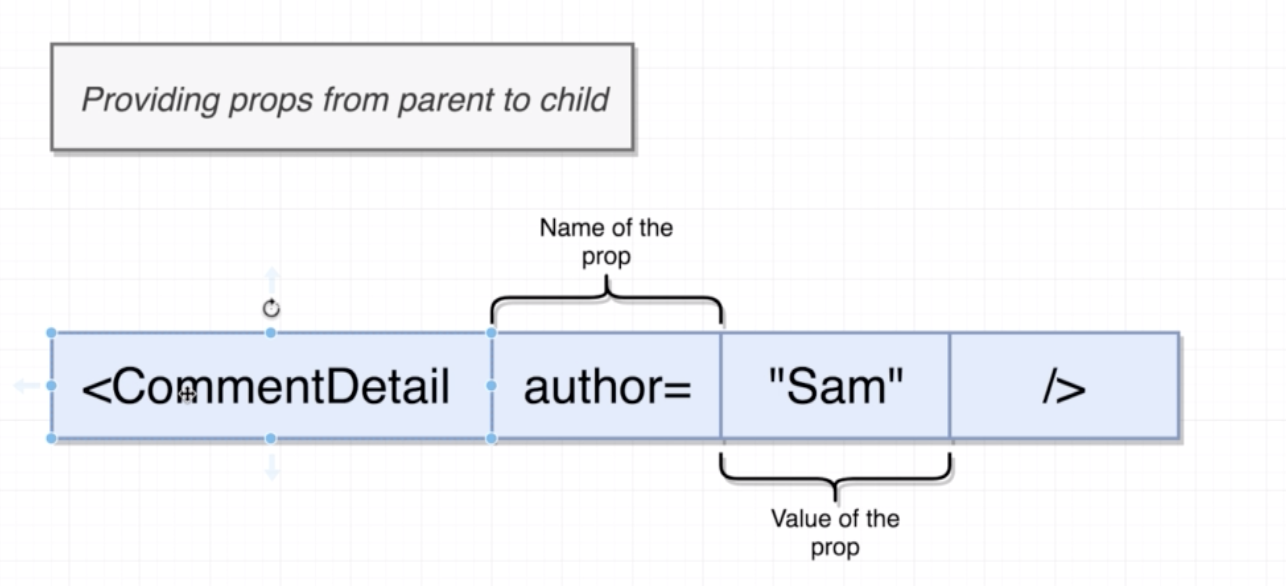 Providing props from parent to child
Name of the
prop
<CommentDetail author= "Sam" />
Value of the
prop